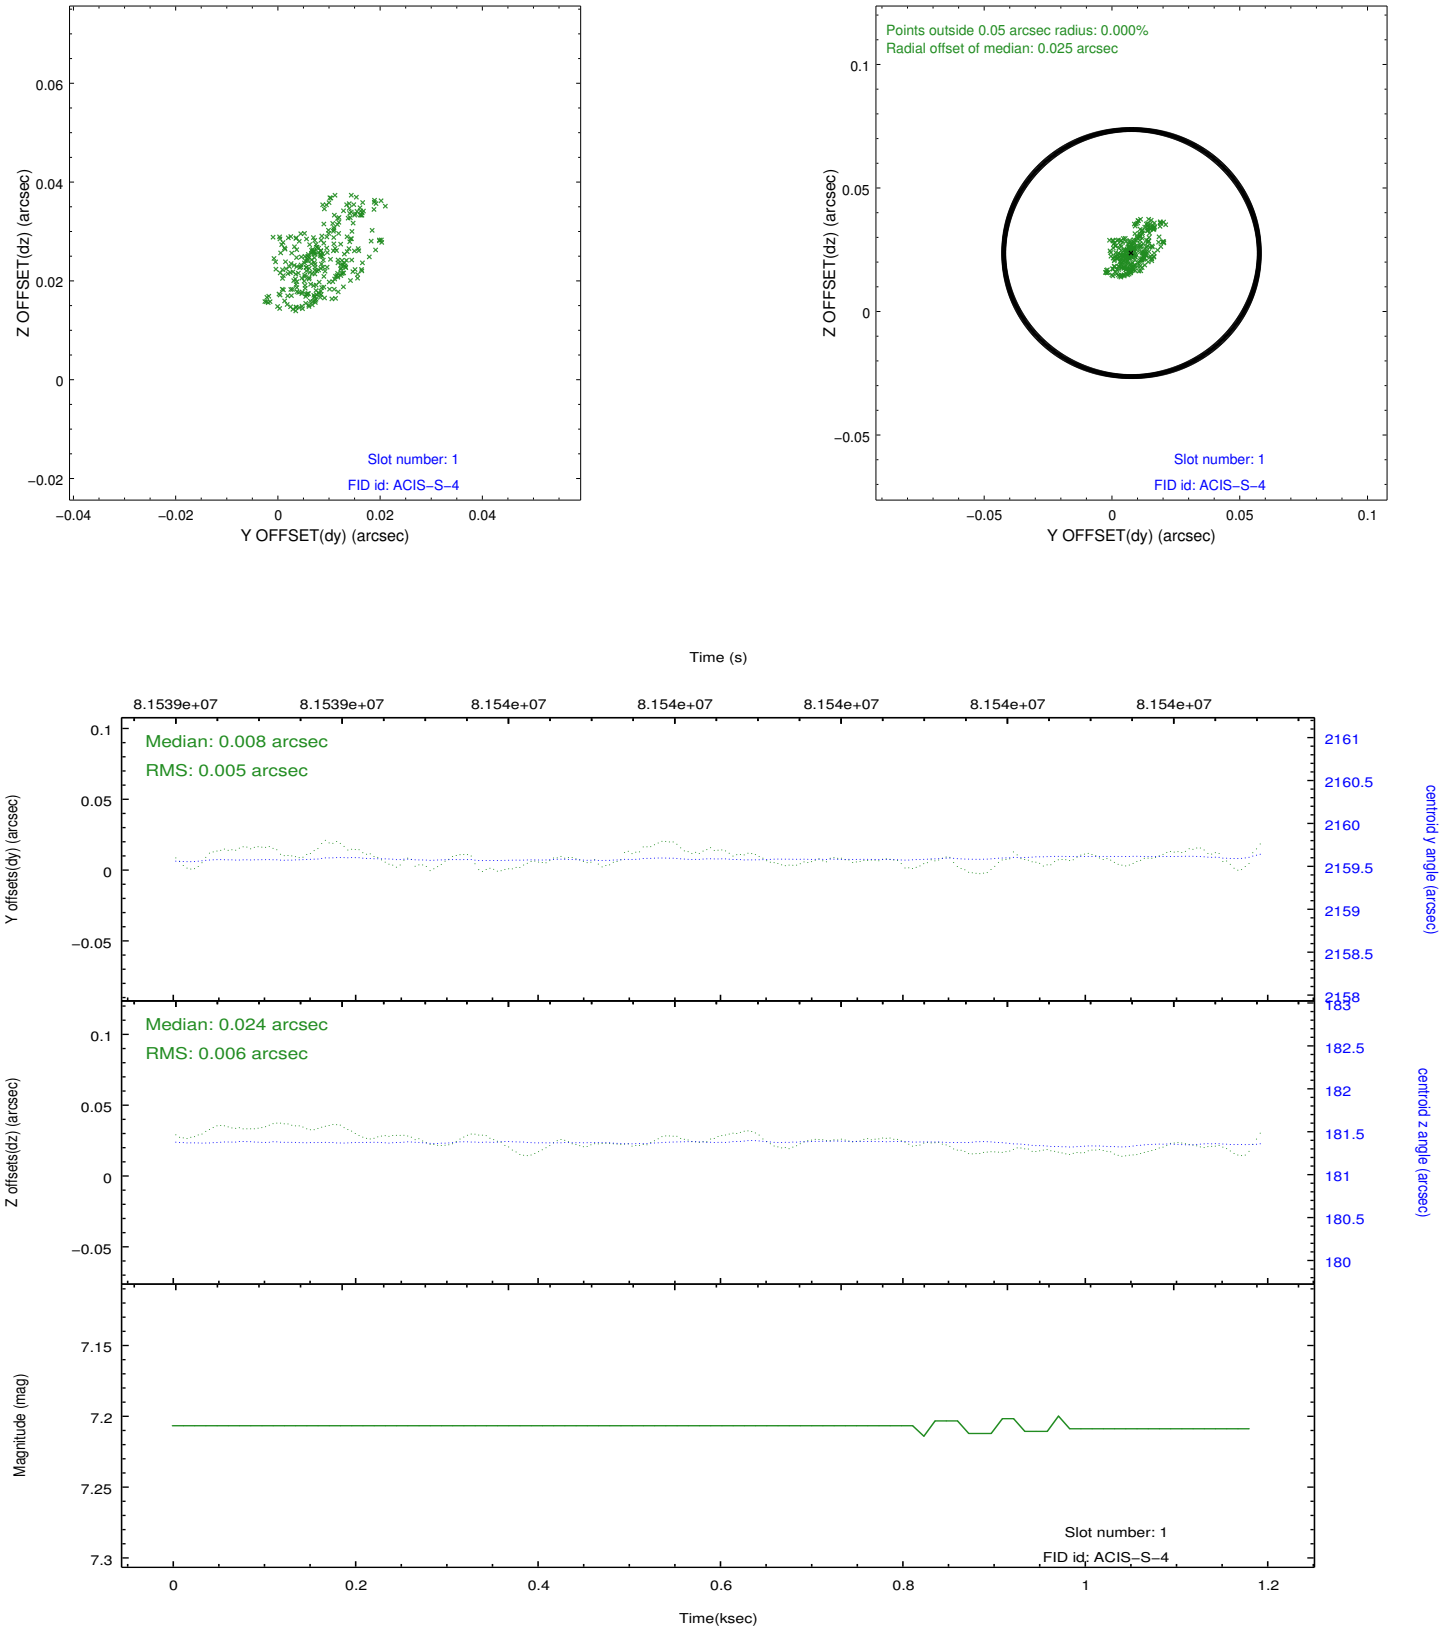 0.06
0.04
0.02
0
−0.02
−0.04
−0.02
0
0.02
0.04
Z OFFSET(dz) (arcsec)
Y OFFSET(dy) (arcsec)
Slot number: 1
FID id: ACIS−S−4
Points outside 0.05 arcsec radius: 0.000%
Radial offset of median: 0.025 arcsec
0.1
0.05
0
−0.05
−0.05
0
0.05
0.1
Z OFFSET(dz) (arcsec)
Y OFFSET(dy) (arcsec)
Slot number: 1
FID id: ACIS−S−4
Time (s)
8.1539e+07
8.1539e+07
8.154e+07
8.154e+07
8.154e+07
8.154e+07
8.154e+07
Median: 0.008 arcsec
RMS: 0.005 arcsec
0.1
0.05
0
−0.05
Y offsets(dy) (arcsec)
2161
2160.5
2160
2159.5
2159
2158.5
2158
centroid y angle (arcsec)
Median: 0.024 arcsec
RMS: 0.006 arcsec
0.1
0.05
0
−0.05
Z offsets(dz) (arcsec)
183
182.5
182
181.5
181
180.5
180
centroid z angle (arcsec)
7.15
7.2
7.25
7.3
Magnitude (mag)
Slot number: 1
FID id: ACIS−S−4
0
0.2
0.4
0.6
0.8
1
1.2
Time(ksec)